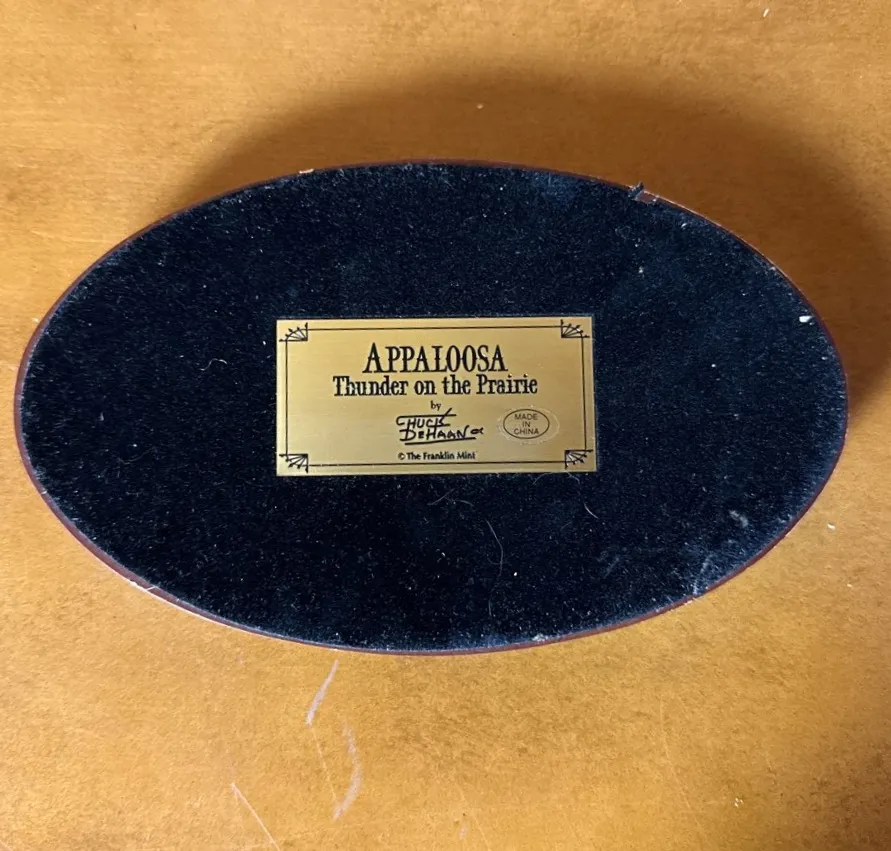 APPALOOSA
Thunder on the Prairie
by
CHUCK
DEHAAN
MADE
IN
CHINA
© The Franklin Mint